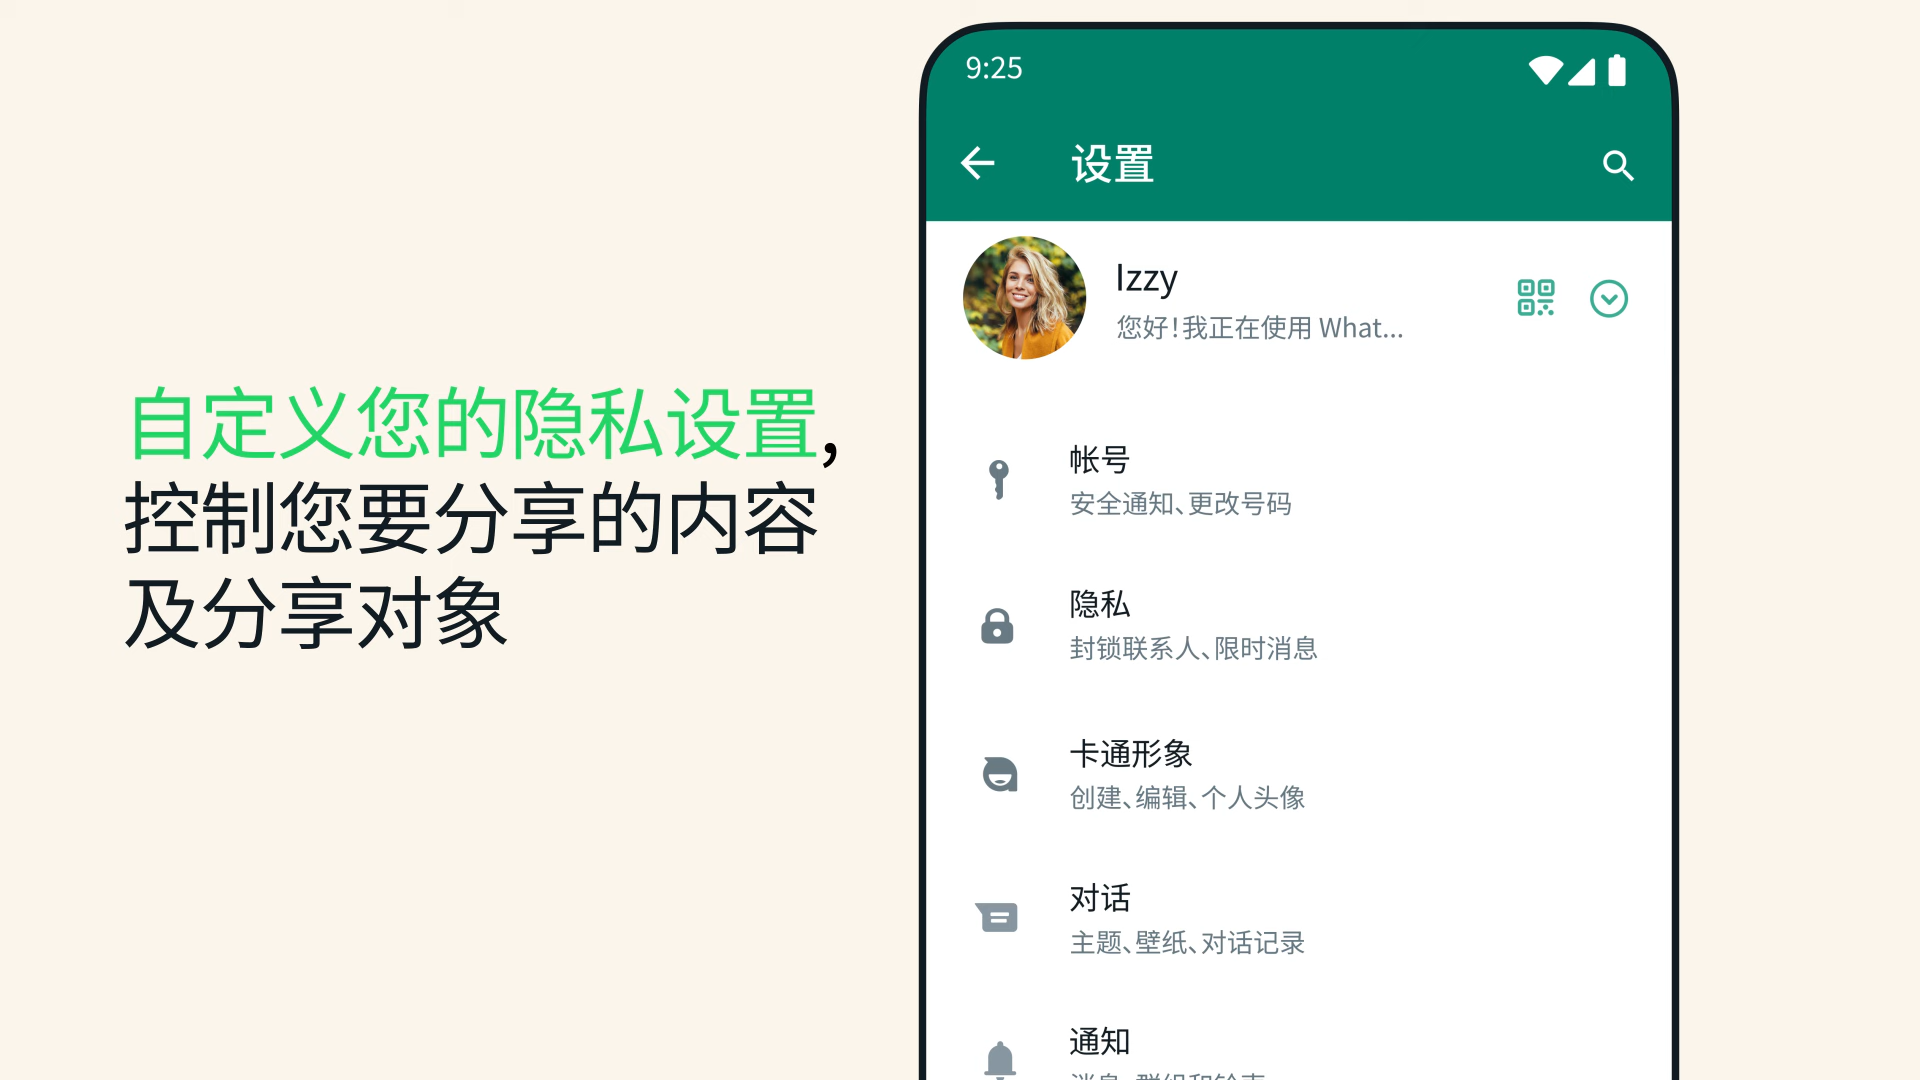 自定义您的隐私设置,
控制您要分享的内容
及分享对象
9:25
设置
Izzy
您好!我正在使用 What...
帐号
安全通知、更改号码
隐私
封锁联系人、限时消息
卡通形象
创建、编辑、个人头像
对话
主题、壁纸、对话记录
通知